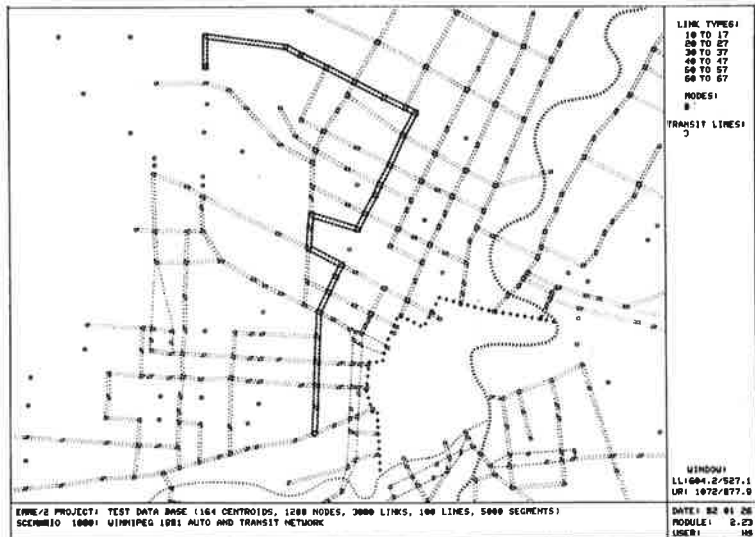 LINK TYPES:
10 TO 17
20 TO 27
30 TO 37
40 TO 47
50 TO 57
60 TO 67
NODES:
0
TRANSIT LINES:
WINDOW:
LL: 604.2/527.1
UR: 1072/877.9
EMME/2 PROJECT: TEST DATA BASE (164 CENTROIDS, 1200 NODES, 3000 LINKS, 100 LINES, 5000 SEGMENTS)
SCENARIO 1000: WINNIPEG 1981 AUTO AND TRANSIT NETWORK
DATE: 82 01 26
MODULE: 2.23
USER: